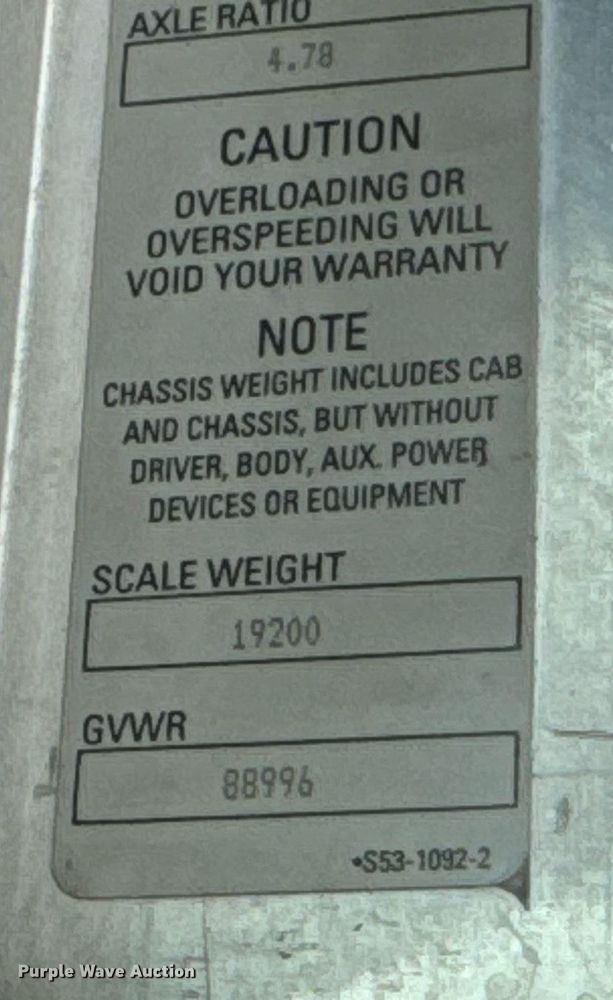 AXLE RATIO
4.78
CAUTION
OVERLOADING OR
OVERSPEEDING WILL
VOID YOUR WARRANTY
NOTE
CHASSIS WEIGHT INCLUDES CAB
AND CHASSIS, BUT WITHOUT
DRIVER, BODY, AUX. POWER
DEVICES OR EQUIPMENT
SCALE WEIGHT
19200
GVWR
88996
•S53-1092-2
Purple Wave Auction